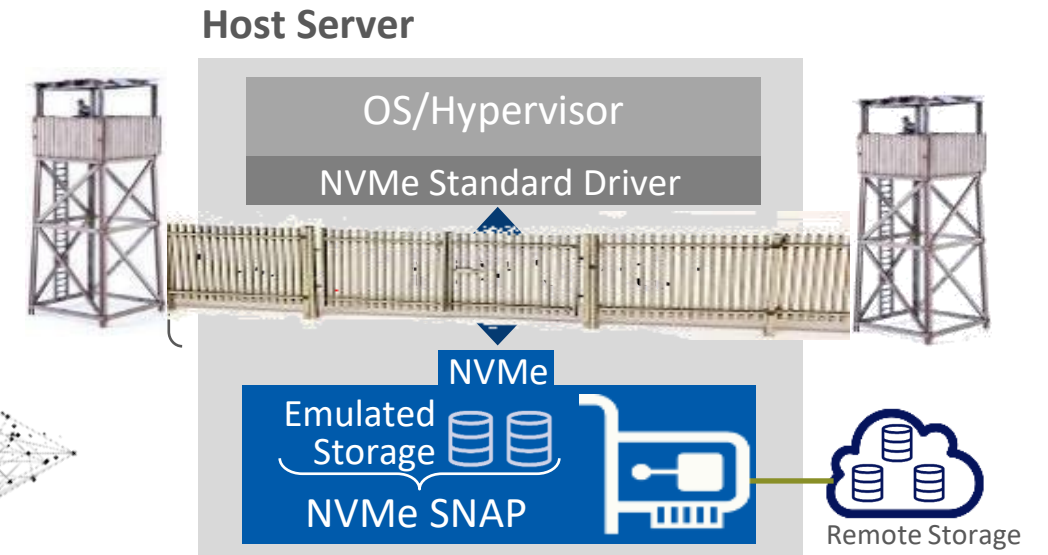 Host Server
OS/Hypervisor
NVMe Standard Driver
NVMe
Emulated
Storage
NVMe SNAP
Remote Storage